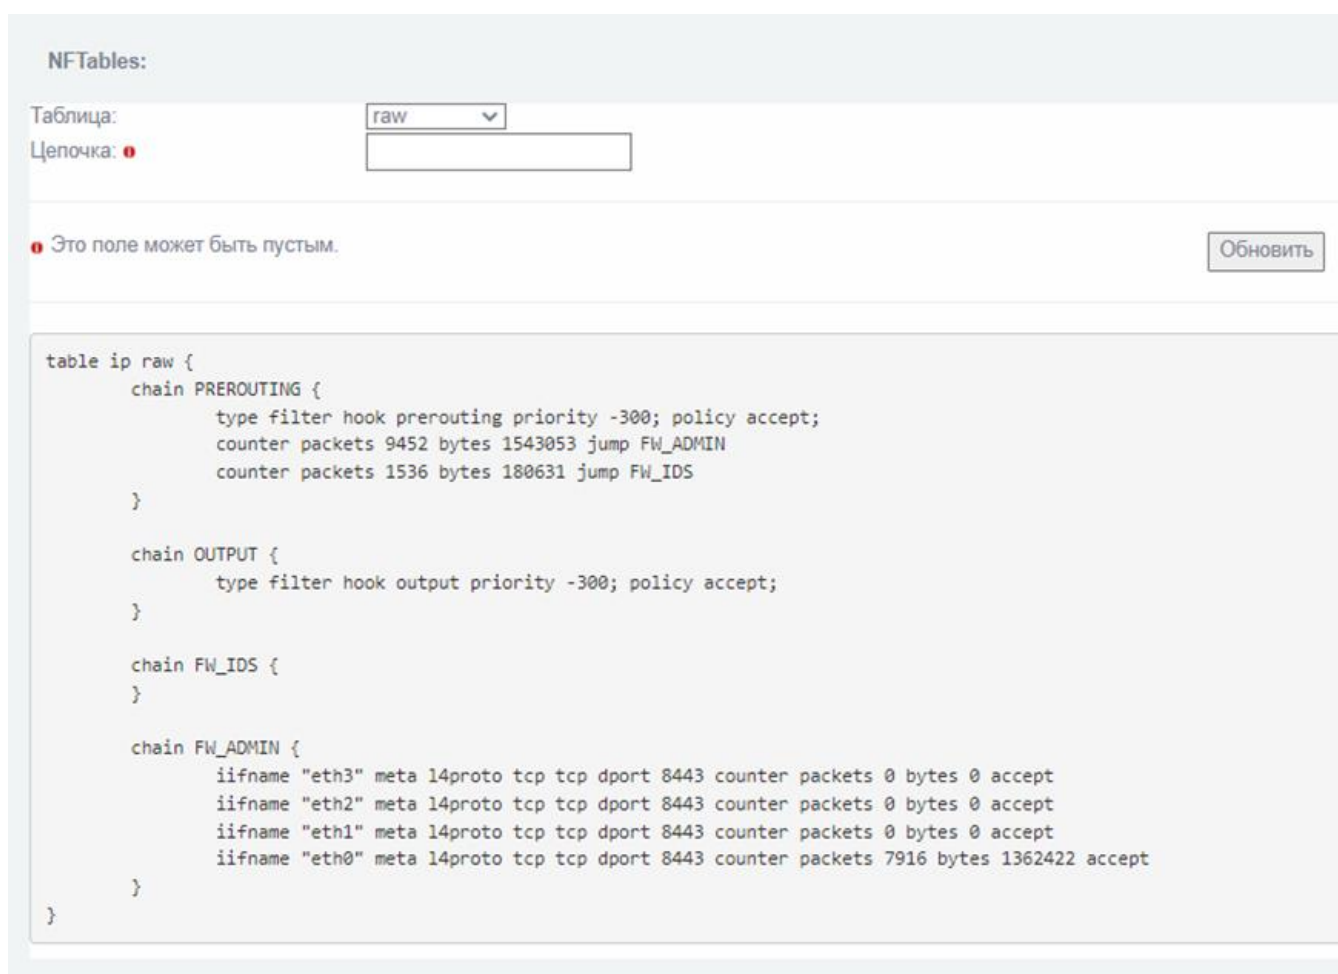 NFTables:
Таблица: raw
Цепочка:
Это поле может быть пустым.
Обновить
table ip raw {
chain PREROUTING {
type filter hook prerouting priority -300; policy accept;
counter packets 9452 bytes 1543053 jump FW_ADMIN
counter packets 1536 bytes 180631 jump FW_IDS
}
chain OUTPUT {
type filter hook output priority -300; policy accept;
}
chain FW_IDS {
}
chain FW_ADMIN {
iifname "eth3" meta l4proto tcp tcp dport 8443 counter packets 0 bytes 0 accept
iifname "eth2" meta l4proto tcp tcp dport 8443 counter packets 0 bytes 0 accept
iifname "eth1" meta l4proto tcp tcp dport 8443 counter packets 0 bytes 0 accept
iifname "eth0" meta l4proto tcp tcp dport 8443 counter packets 7916 bytes 1362422 accept
}
}